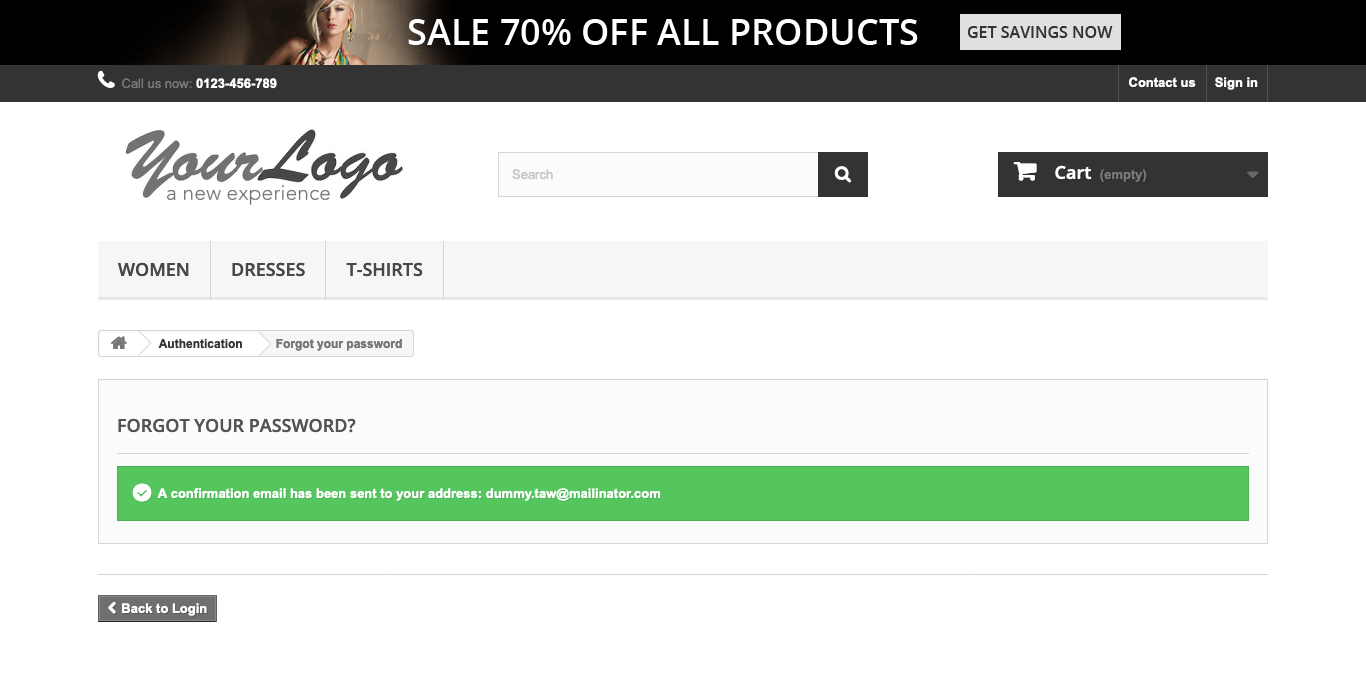 SALE 70% OFF ALL PRODUCTS GET SAVINGS NOW
Call us now: 0123-456-789 Contact us Sign in
YourLogo
a new experience
Search
Cart (empty)
WOMEN DRESSES T-SHIRTS
Authentication Forgot your password
FORGOT YOUR PASSWORD?
A confirmation email has been sent to your address: dummy.taw@mailinator.com
Back to Login